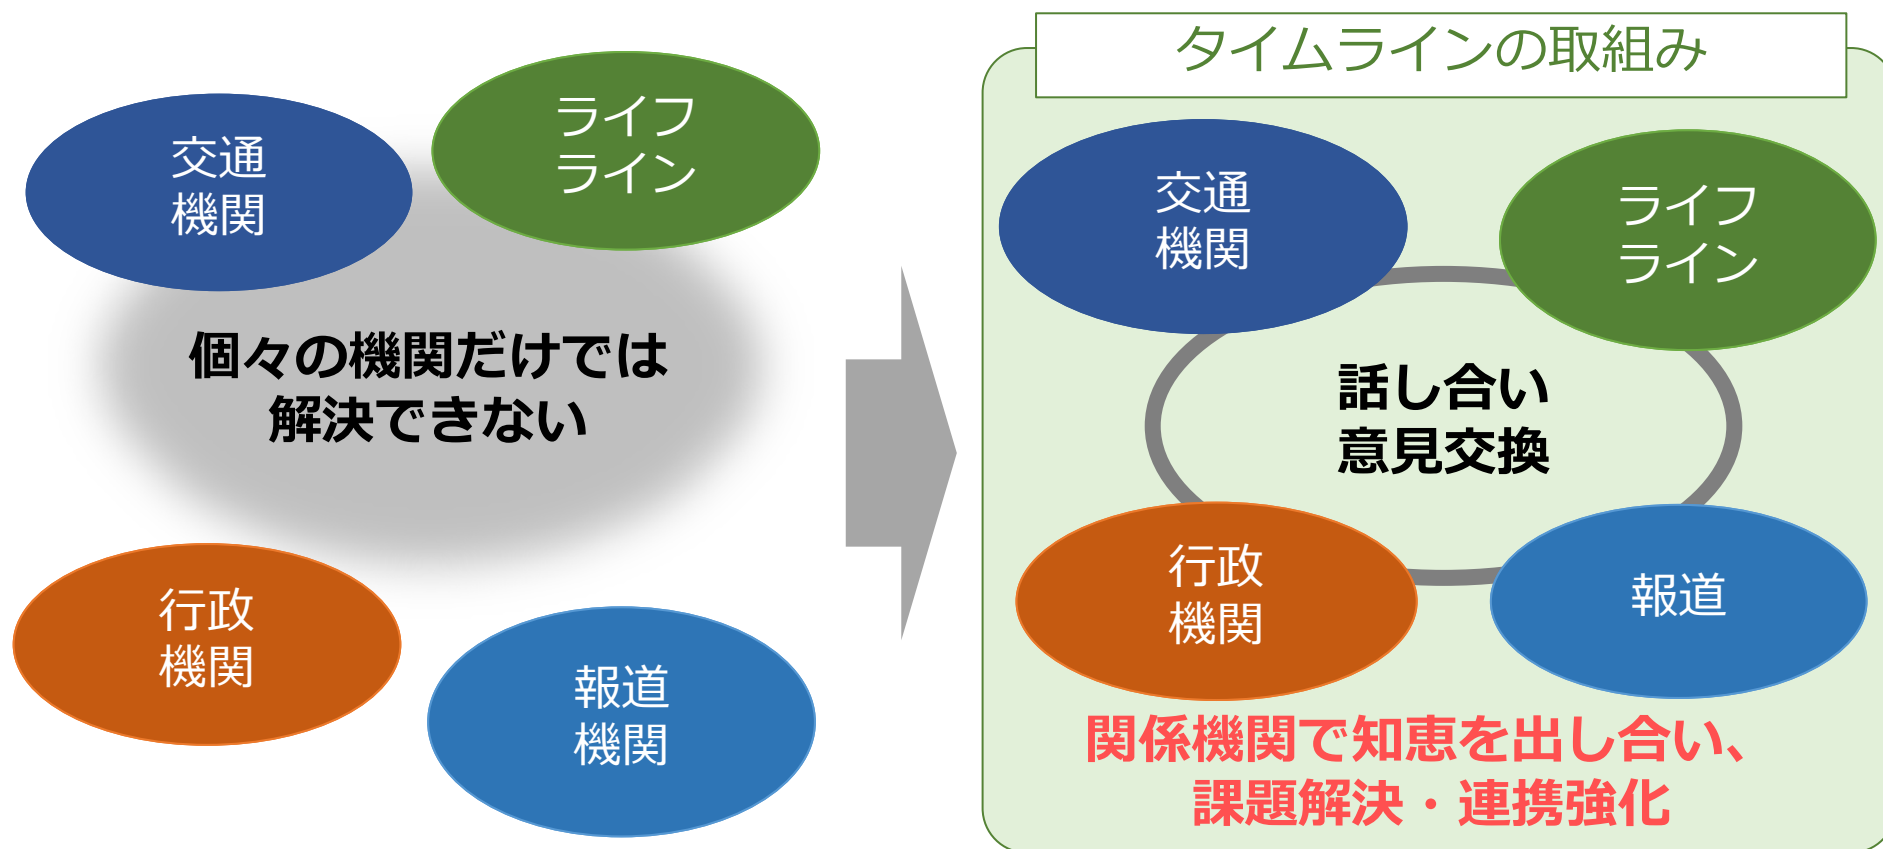 交通
機関
ライフ
ライン
個々の機関だけでは
解決できない
行政
機関
報道
機関
タイムラインの取組み
交通
機関
ライフ
ライン
話し合い
意見交換
行政
機関
報道
関係機関で知恵を出し合い、
課題解決・連携強化